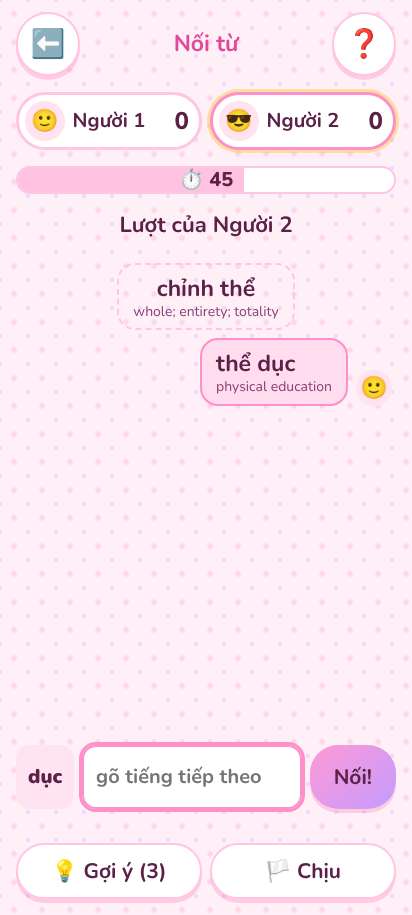 Nối từ
Người 1 0
Người 2 0
45
Lượt của Người 2
chỉnh thể
whole; entirety; totality
thể dục
physical education
dục
gõ tiếng tiếp theo
Nối!
Gợi ý (3)
Chịu